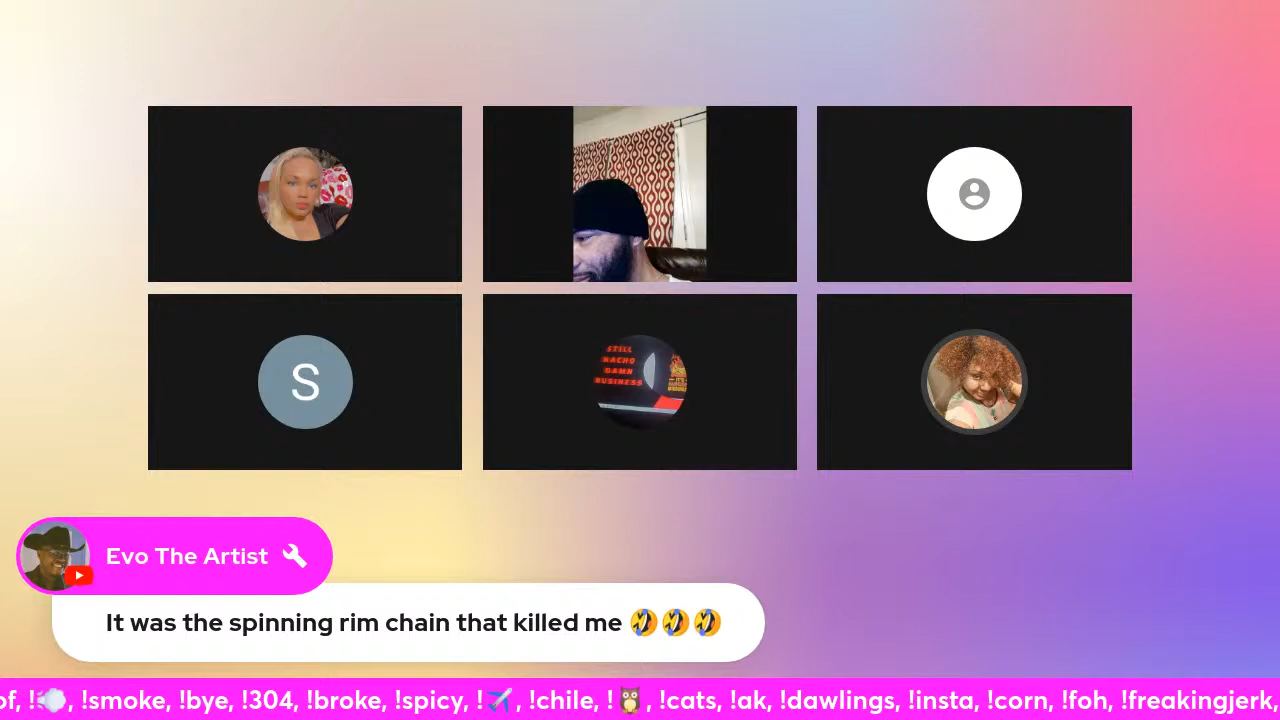 S
STILL
NACHO
DAMN
BUSINESS
Evo The Artist
It was the spinning rim chain that killed me 🤣🤣🤣
of, !💨, !smoke, !bye, !304, !broke, !spicy, !✈️, !chile, !🦉, !cats, !ak, !dawlings, !insta, !corn, !foh, !freakingjerk,